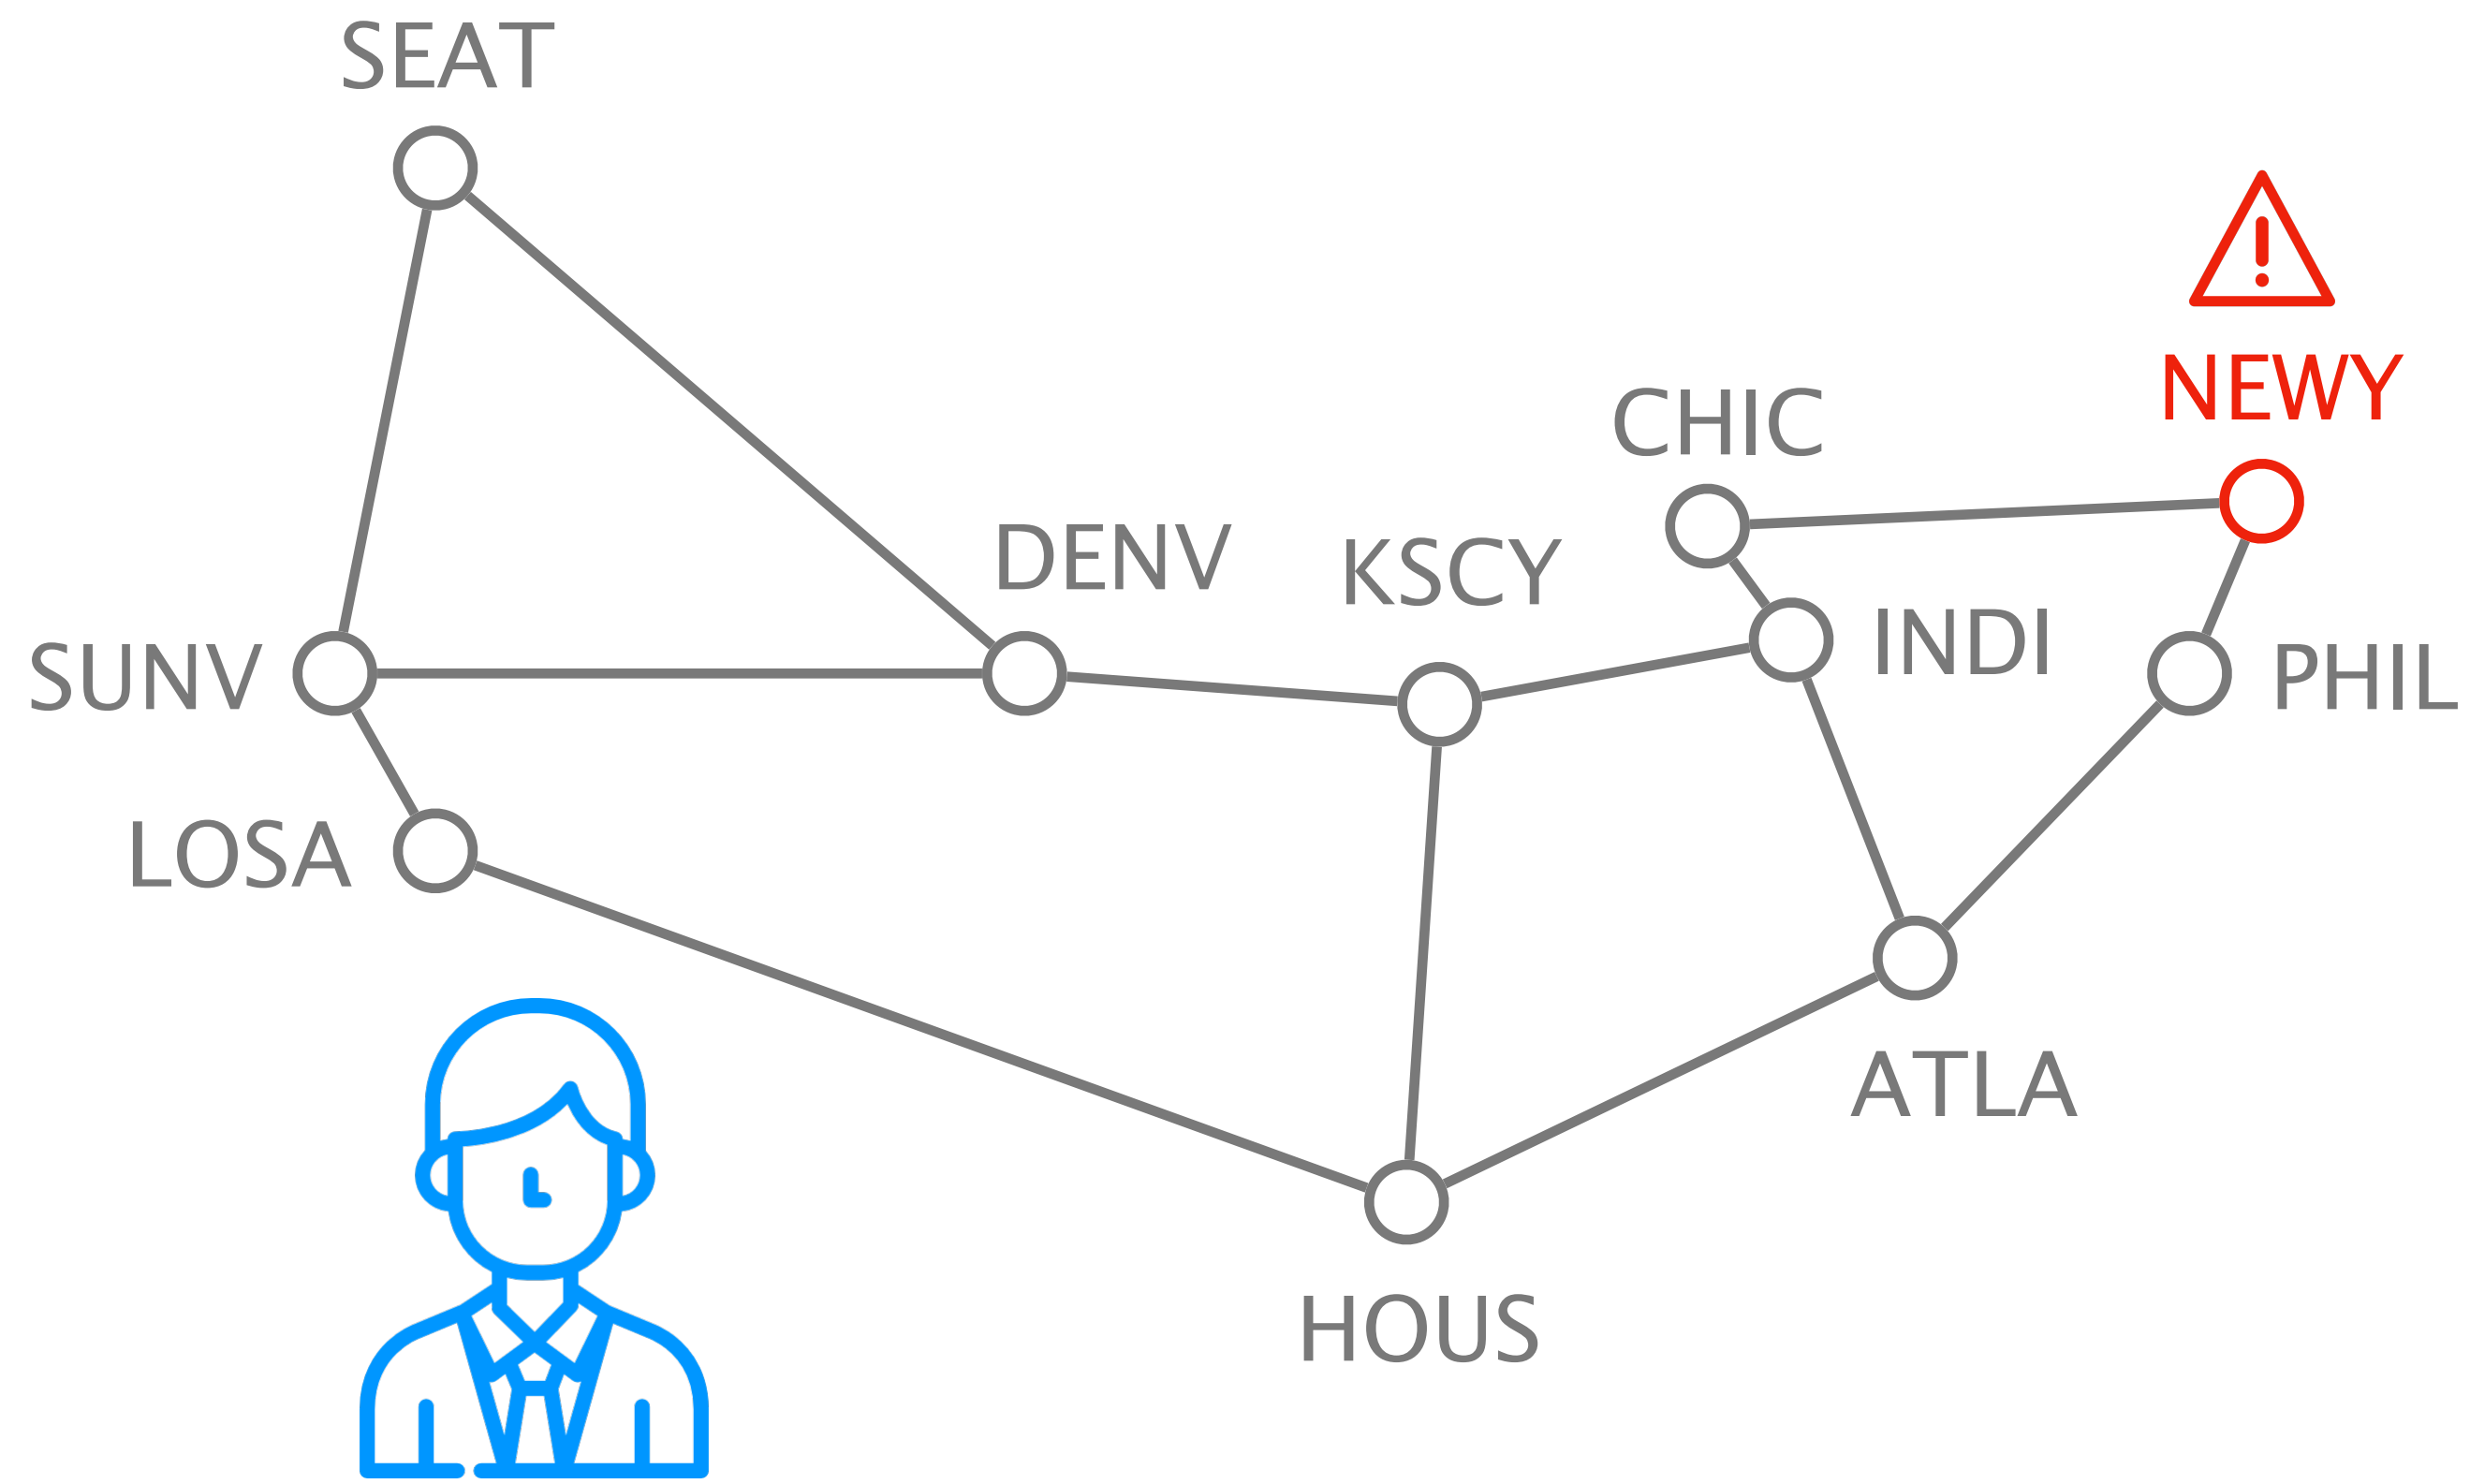 SEAT
NEWY
CHIC
DENV
KSCY
INDI
SUNV
PHIL
LOSA
ATLA
HOUS